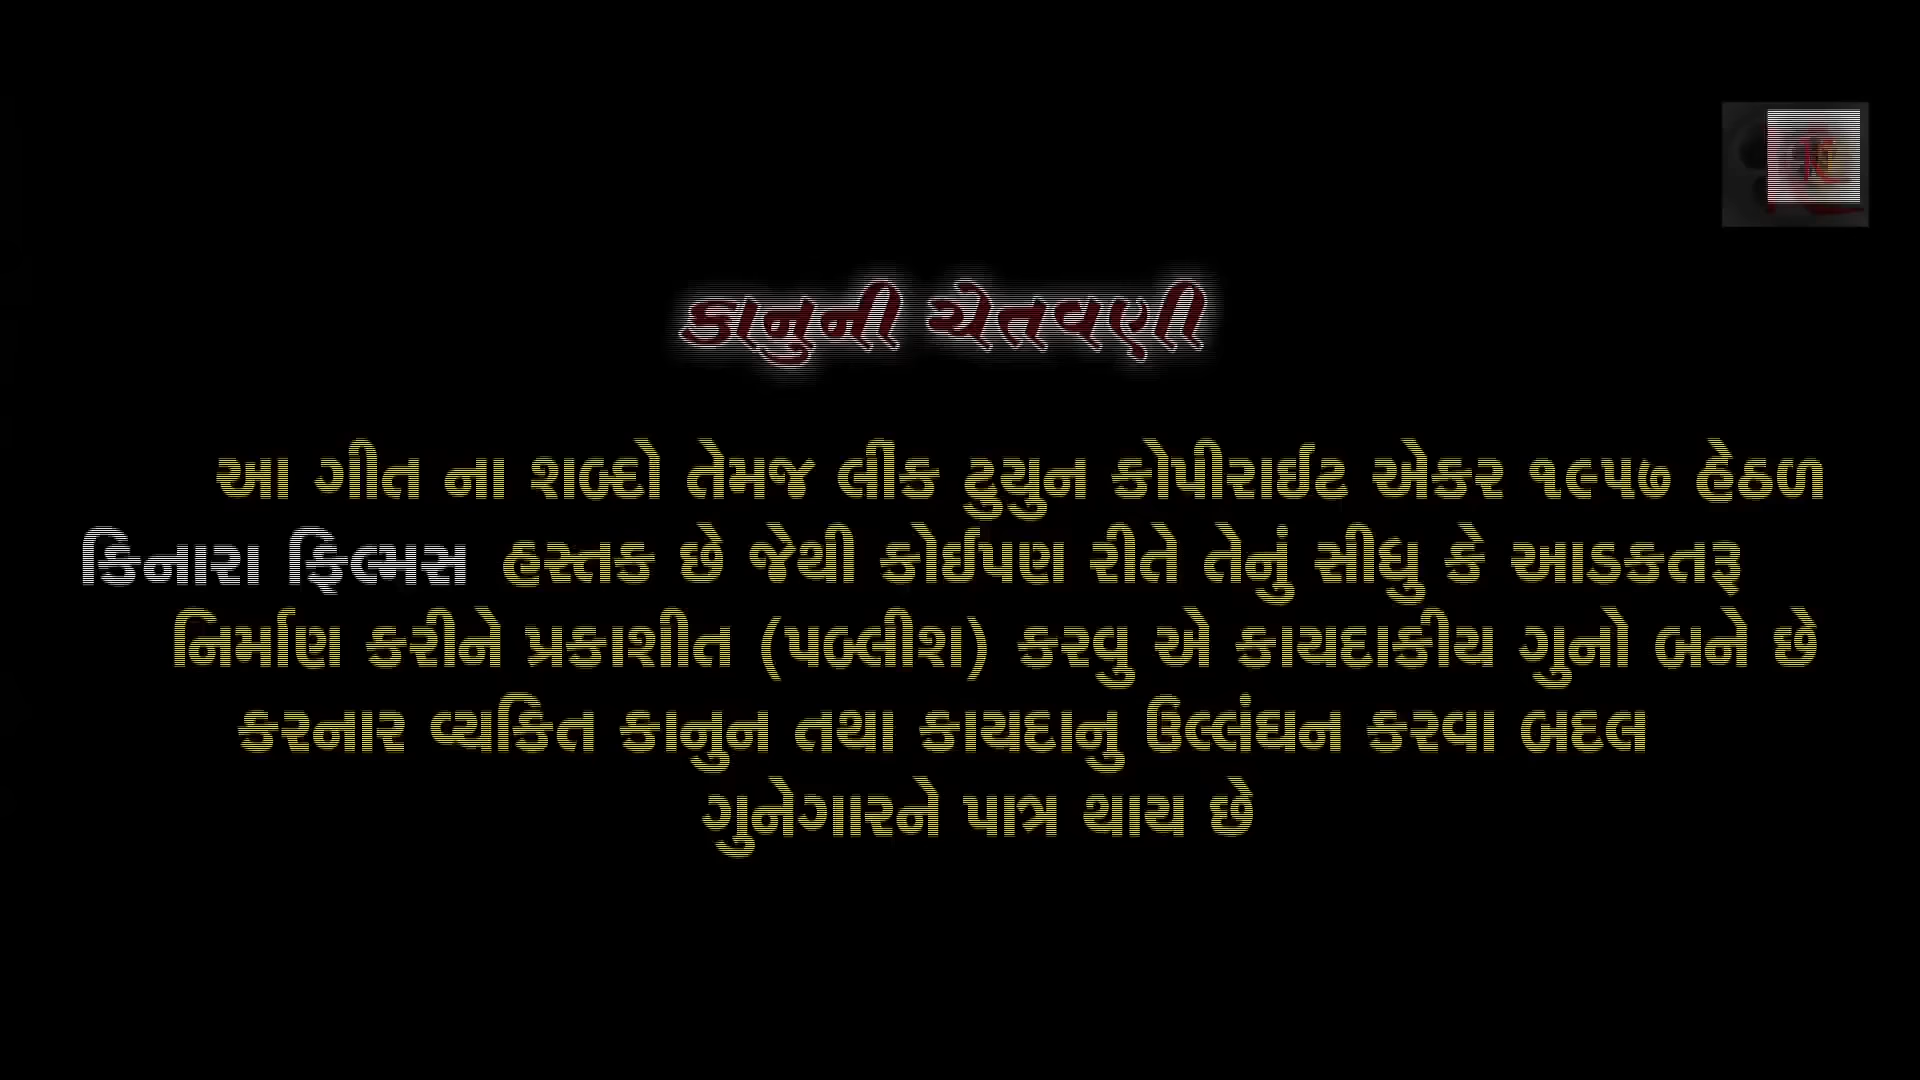 કાનુની ચેતવણી
આ ગીત ના શબ્દો તેમજ લીક ટ્રુયુન કોપીરાઈટ એકર ૧૯૫૭ હેઠળ
કિનારા ફિલ્મસ હસ્તક છે જેથી કોઈપણ રીતે તેનું સીધુ કે આડકતરૂ
નિર્માણ કરીને પ્રકાશીત (પબ્લીશ) કરવુ એ કાયદાકીય ગુનો બને છે
કરનાર વ્યકિત કાનુન તથા કાયદાનુ ઉલ્લંઘન કરવા બદલ
ગુનેગારને પાત્ર થાય છે